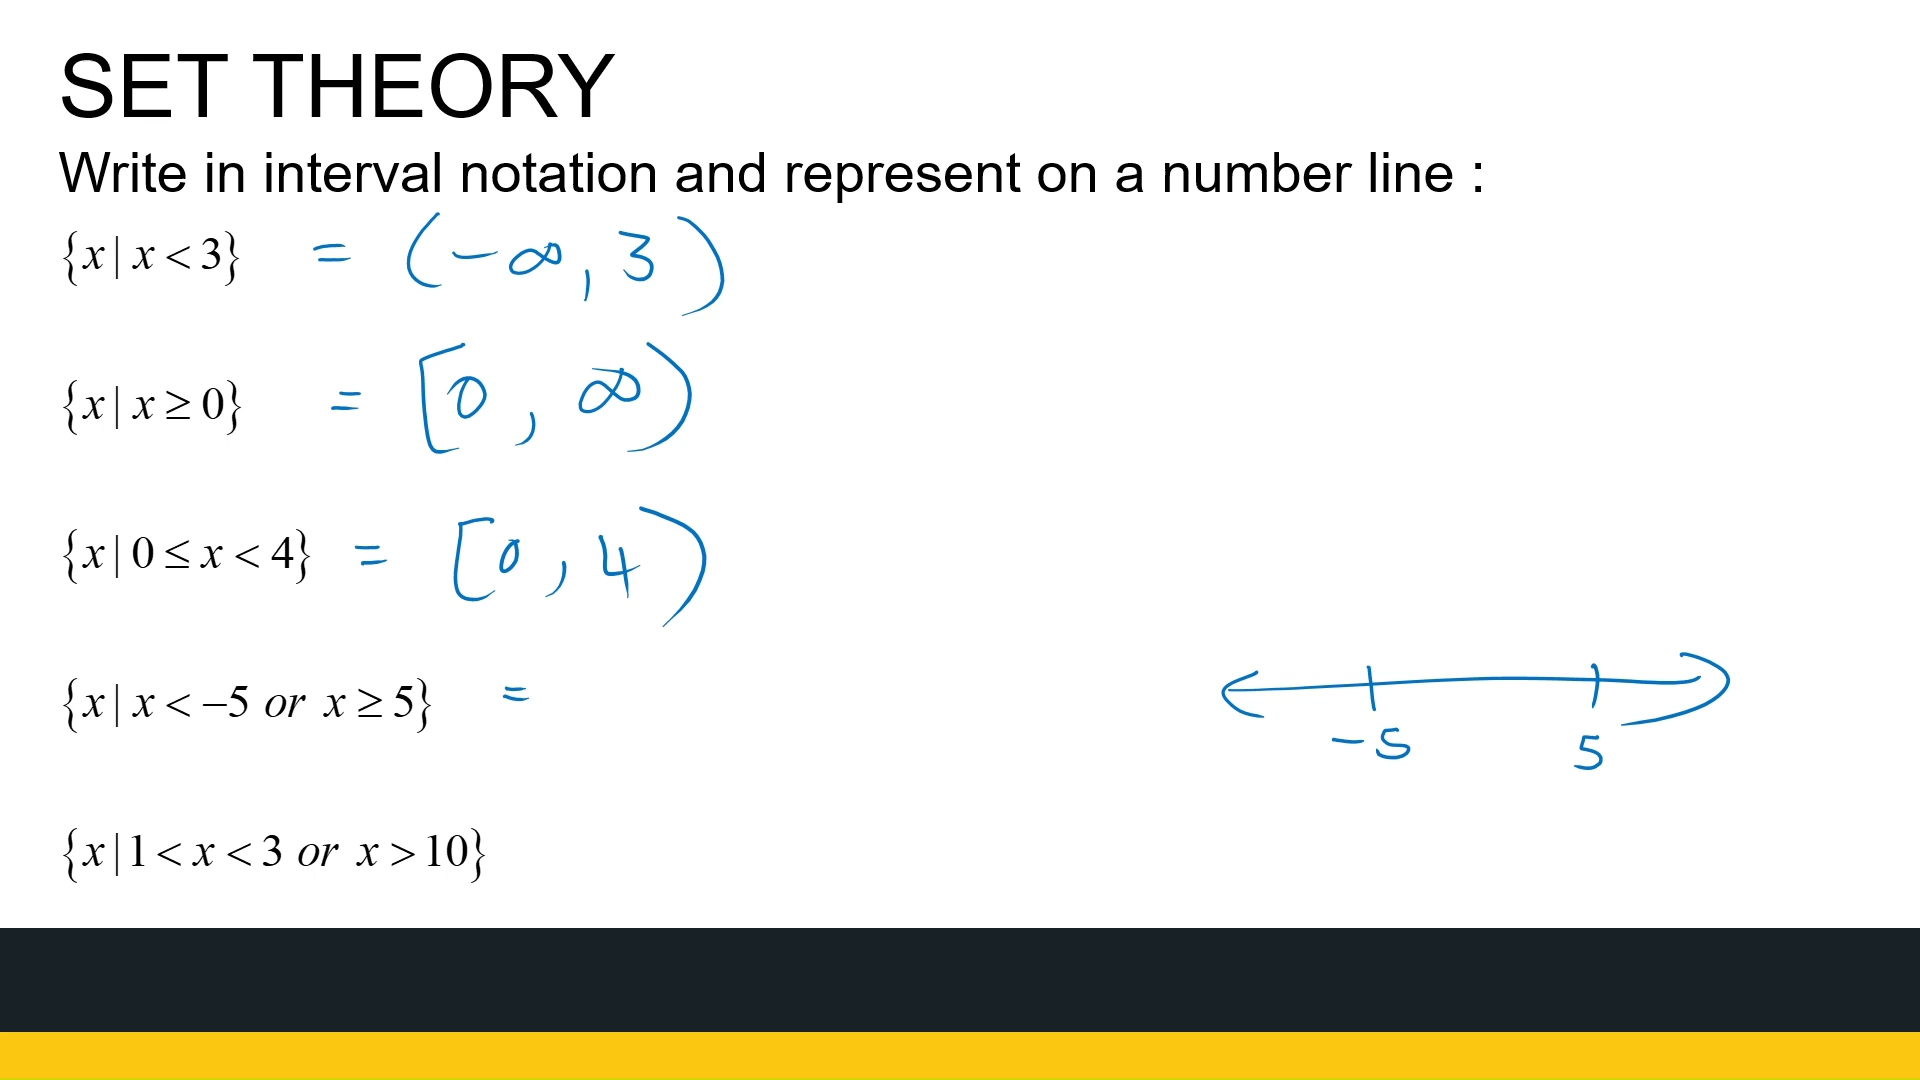 SET THEORY
Write in interval notation and represent on a number line :
{x | x < 3} = (-∞, 3)
{x | x ≥ 0} = [0, ∞)
{x | 0 ≤ x < 4} = [0, 4)
{x | x < −5 or x ≥ 5} =
-5 5
{x | 1 < x < 3 or x > 10}